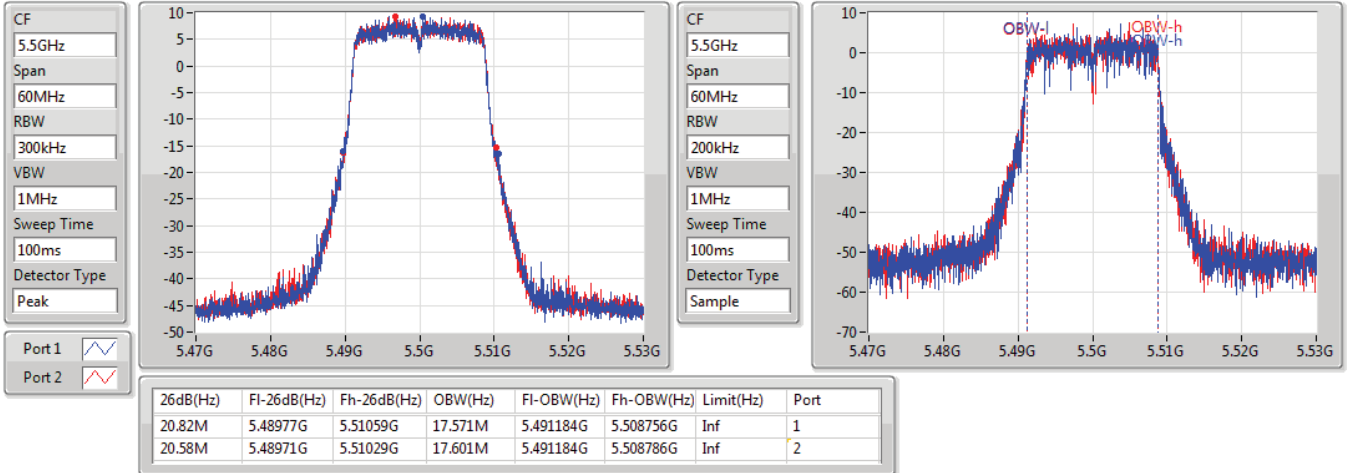 CF
5.5GHz
Span
60MHz
RBW
300kHz
VBW
1MHz
Sweep Time
100ms
Detector Type
Peak
Port 1
Port 2
10
5
0
-5
-10
-15
-20
-25
-30
-35
-40
-45
-50
5.47G 5.48G 5.49G 5.5G 5.51G 5.52G 5.53G
CF
5.5GHz
Span
60MHz
RBW
200kHz
VBW
1MHz
Sweep Time
100ms
Detector Type
Sample
10
0
-10
-20
-30
-40
-50
-60
-70
OBW-l OBW-h
OBW-h
5.47G 5.48G 5.49G 5.5G 5.51G 5.52G 5.53G
26dB(Hz) Fl-26dB(Hz) Fh-26dB(Hz) OBW(Hz) Fl-OBW(Hz) Fh-OBW(Hz) Limit(Hz) Port
20.82M 5.48977G 5.51059G 17.571M 5.491184G 5.508756G Inf 1
20.58M 5.48971G 5.51029G 17.601M 5.491184G 5.508786G Inf 2